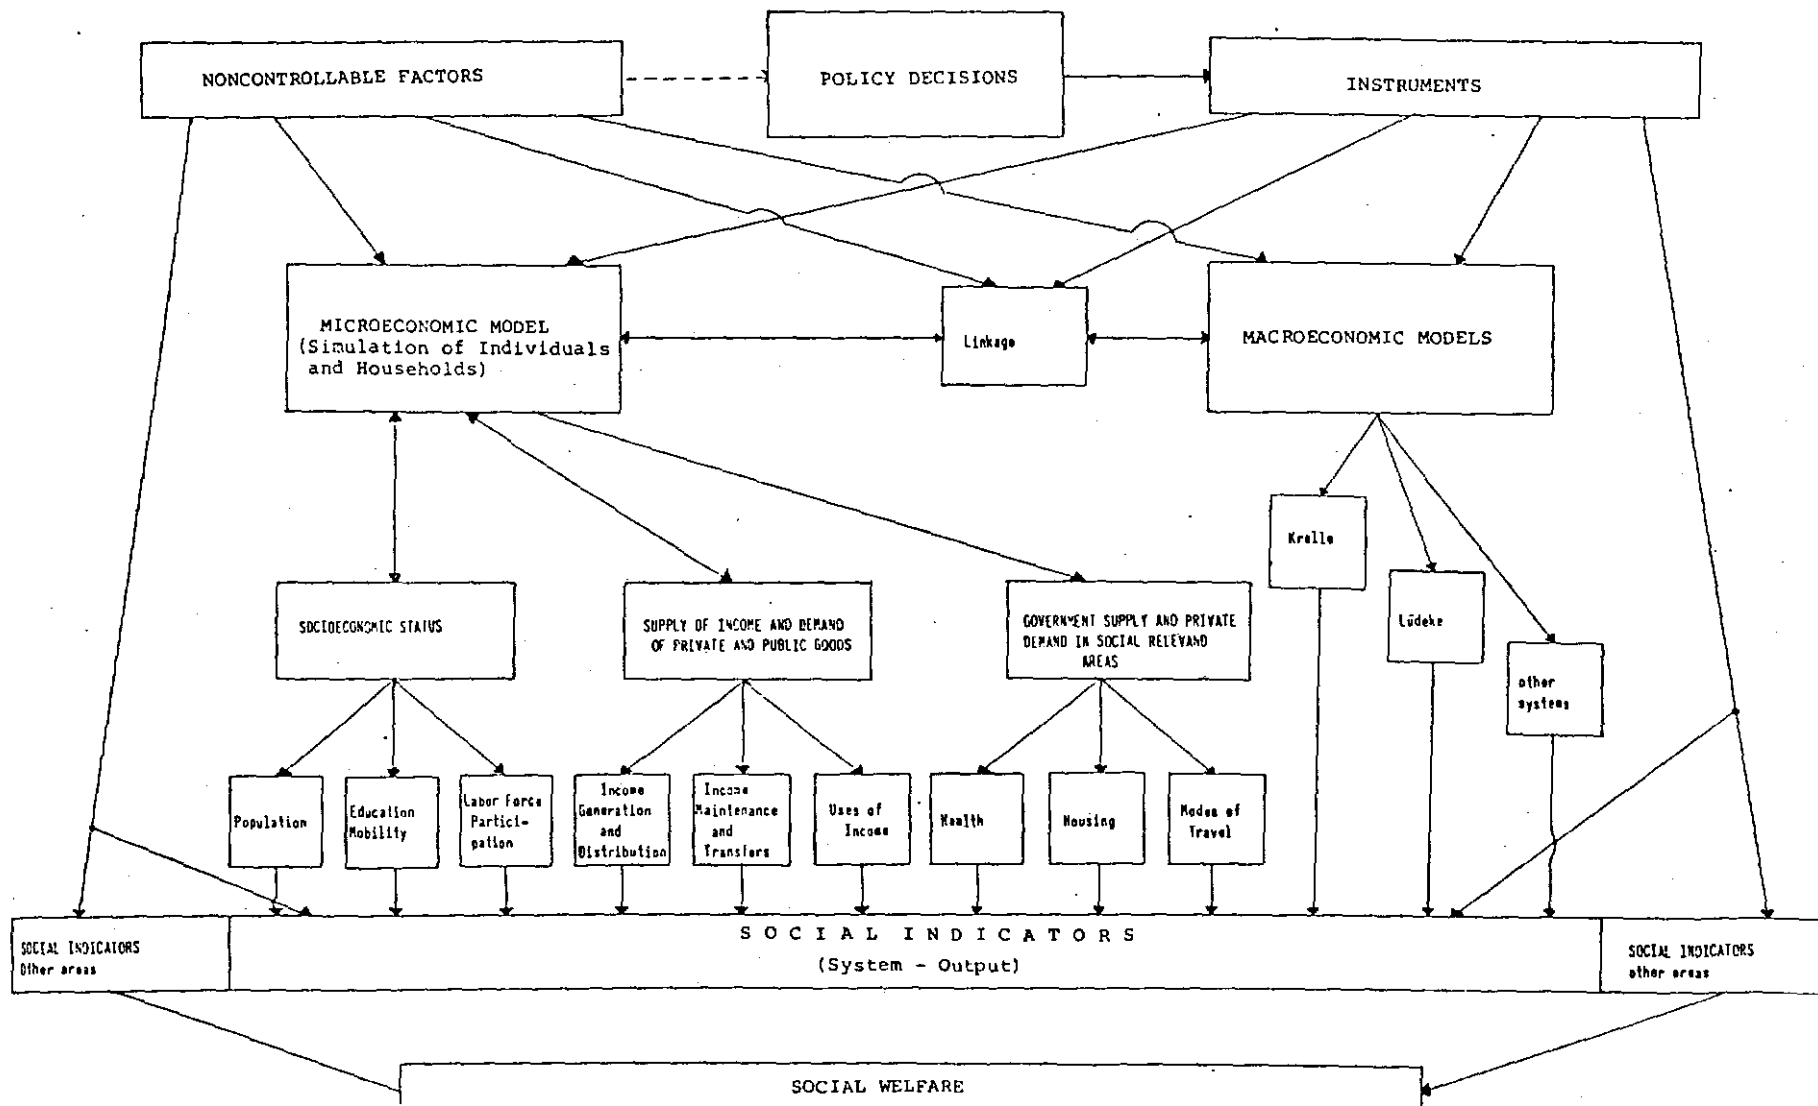 NONCONTROLLABLE FACTORS
POLICY DECISIONS
INSTRUMENTS
MICROECONOMIC MODEL
(Simulation of Individuals
and Households)
Linkage
MACROECONOMIC MODELS
Krelle
Lüdeke
other
systems
SOCIOECONOMIC STATUS
SUPPLY OF INCOME AND DEMAND
OF PRIVATE AND PUBLIC GOODS
GOVERNMENT SUPPLY AND PRIVATE
DEMAND IN SOCIAL RELEVAND
AREAS
Population
Education
Mobility
Labor Force
Partici-
pation
Income
Generation
and
Distribution
Income
Maintenance
and
Transfers
Uses of
Income
Health
Housing
Modes of
Travel
SOCIAL INDICATORS
Other areas
SOCIAL INDICATORS
(System - Output)
SOCIAL INDICATORS
other areas
SOCIAL WELFARE